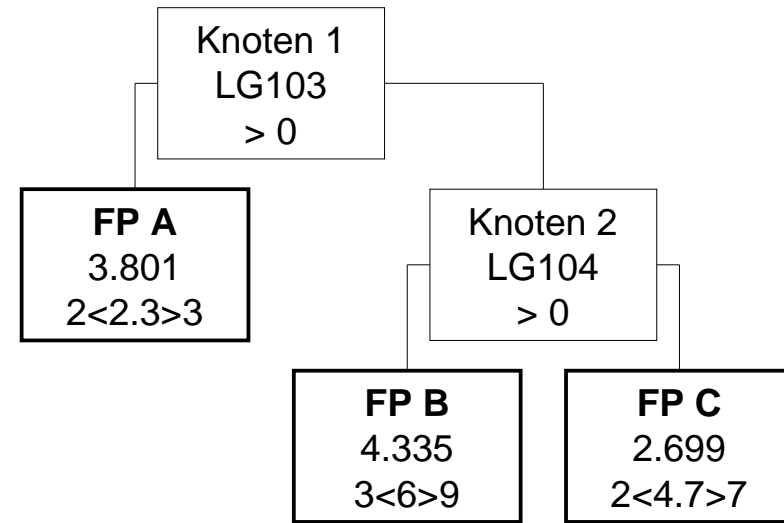 Knoten 1
LG103
> 0
FP A
3.801
2<2.3>3
Knoten 2
LG104
> 0
FP B
4.335
3<6>9
FP C
2.699
2<4.7>7